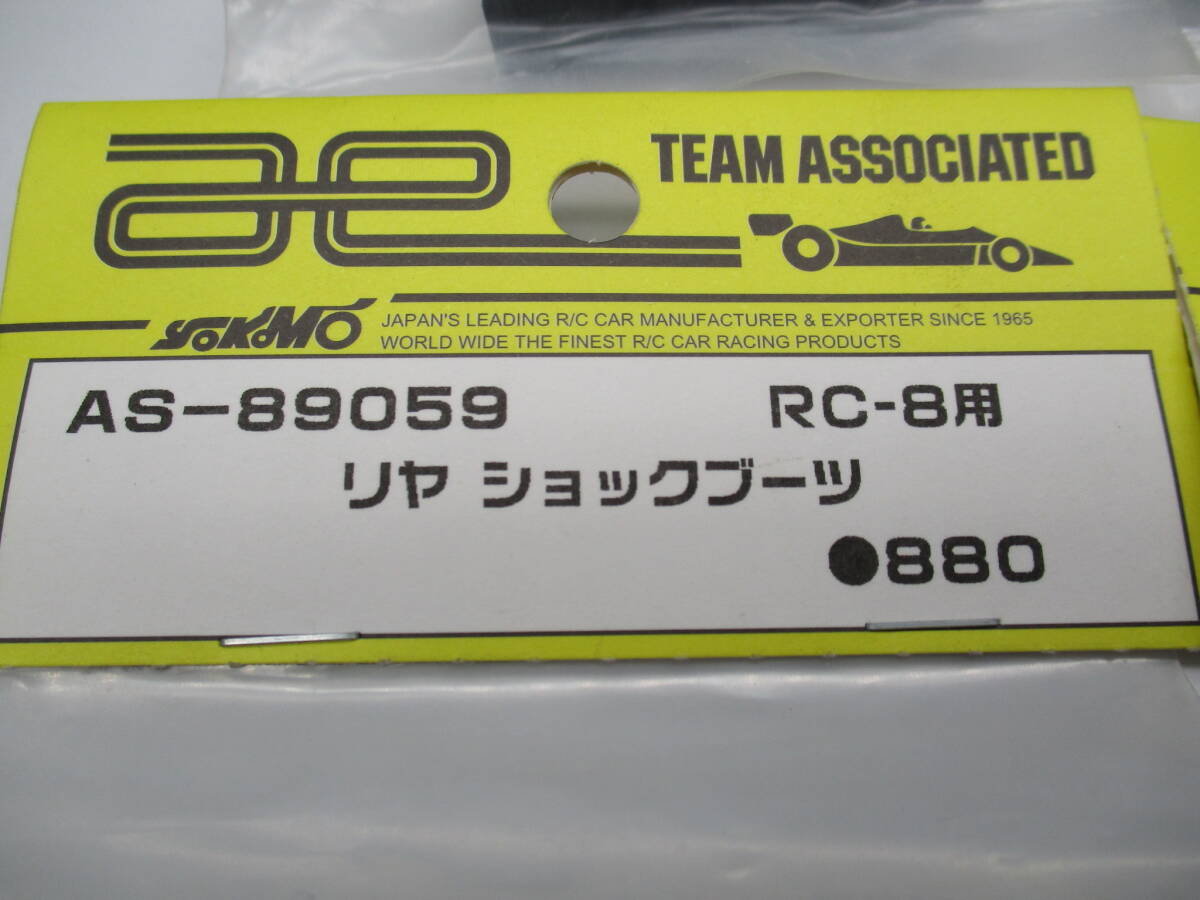 ae
TEAM ASSOCIATED
YOKOMO
JAPAN'S LEADING R/C CAR MANUFACTURER & EXPORTER SINCE 1965
WORLD WIDE THE FINEST R/C CAR RACING PRODUCTS
AS-89059 RC-8用
リヤ ショックブーツ
●880